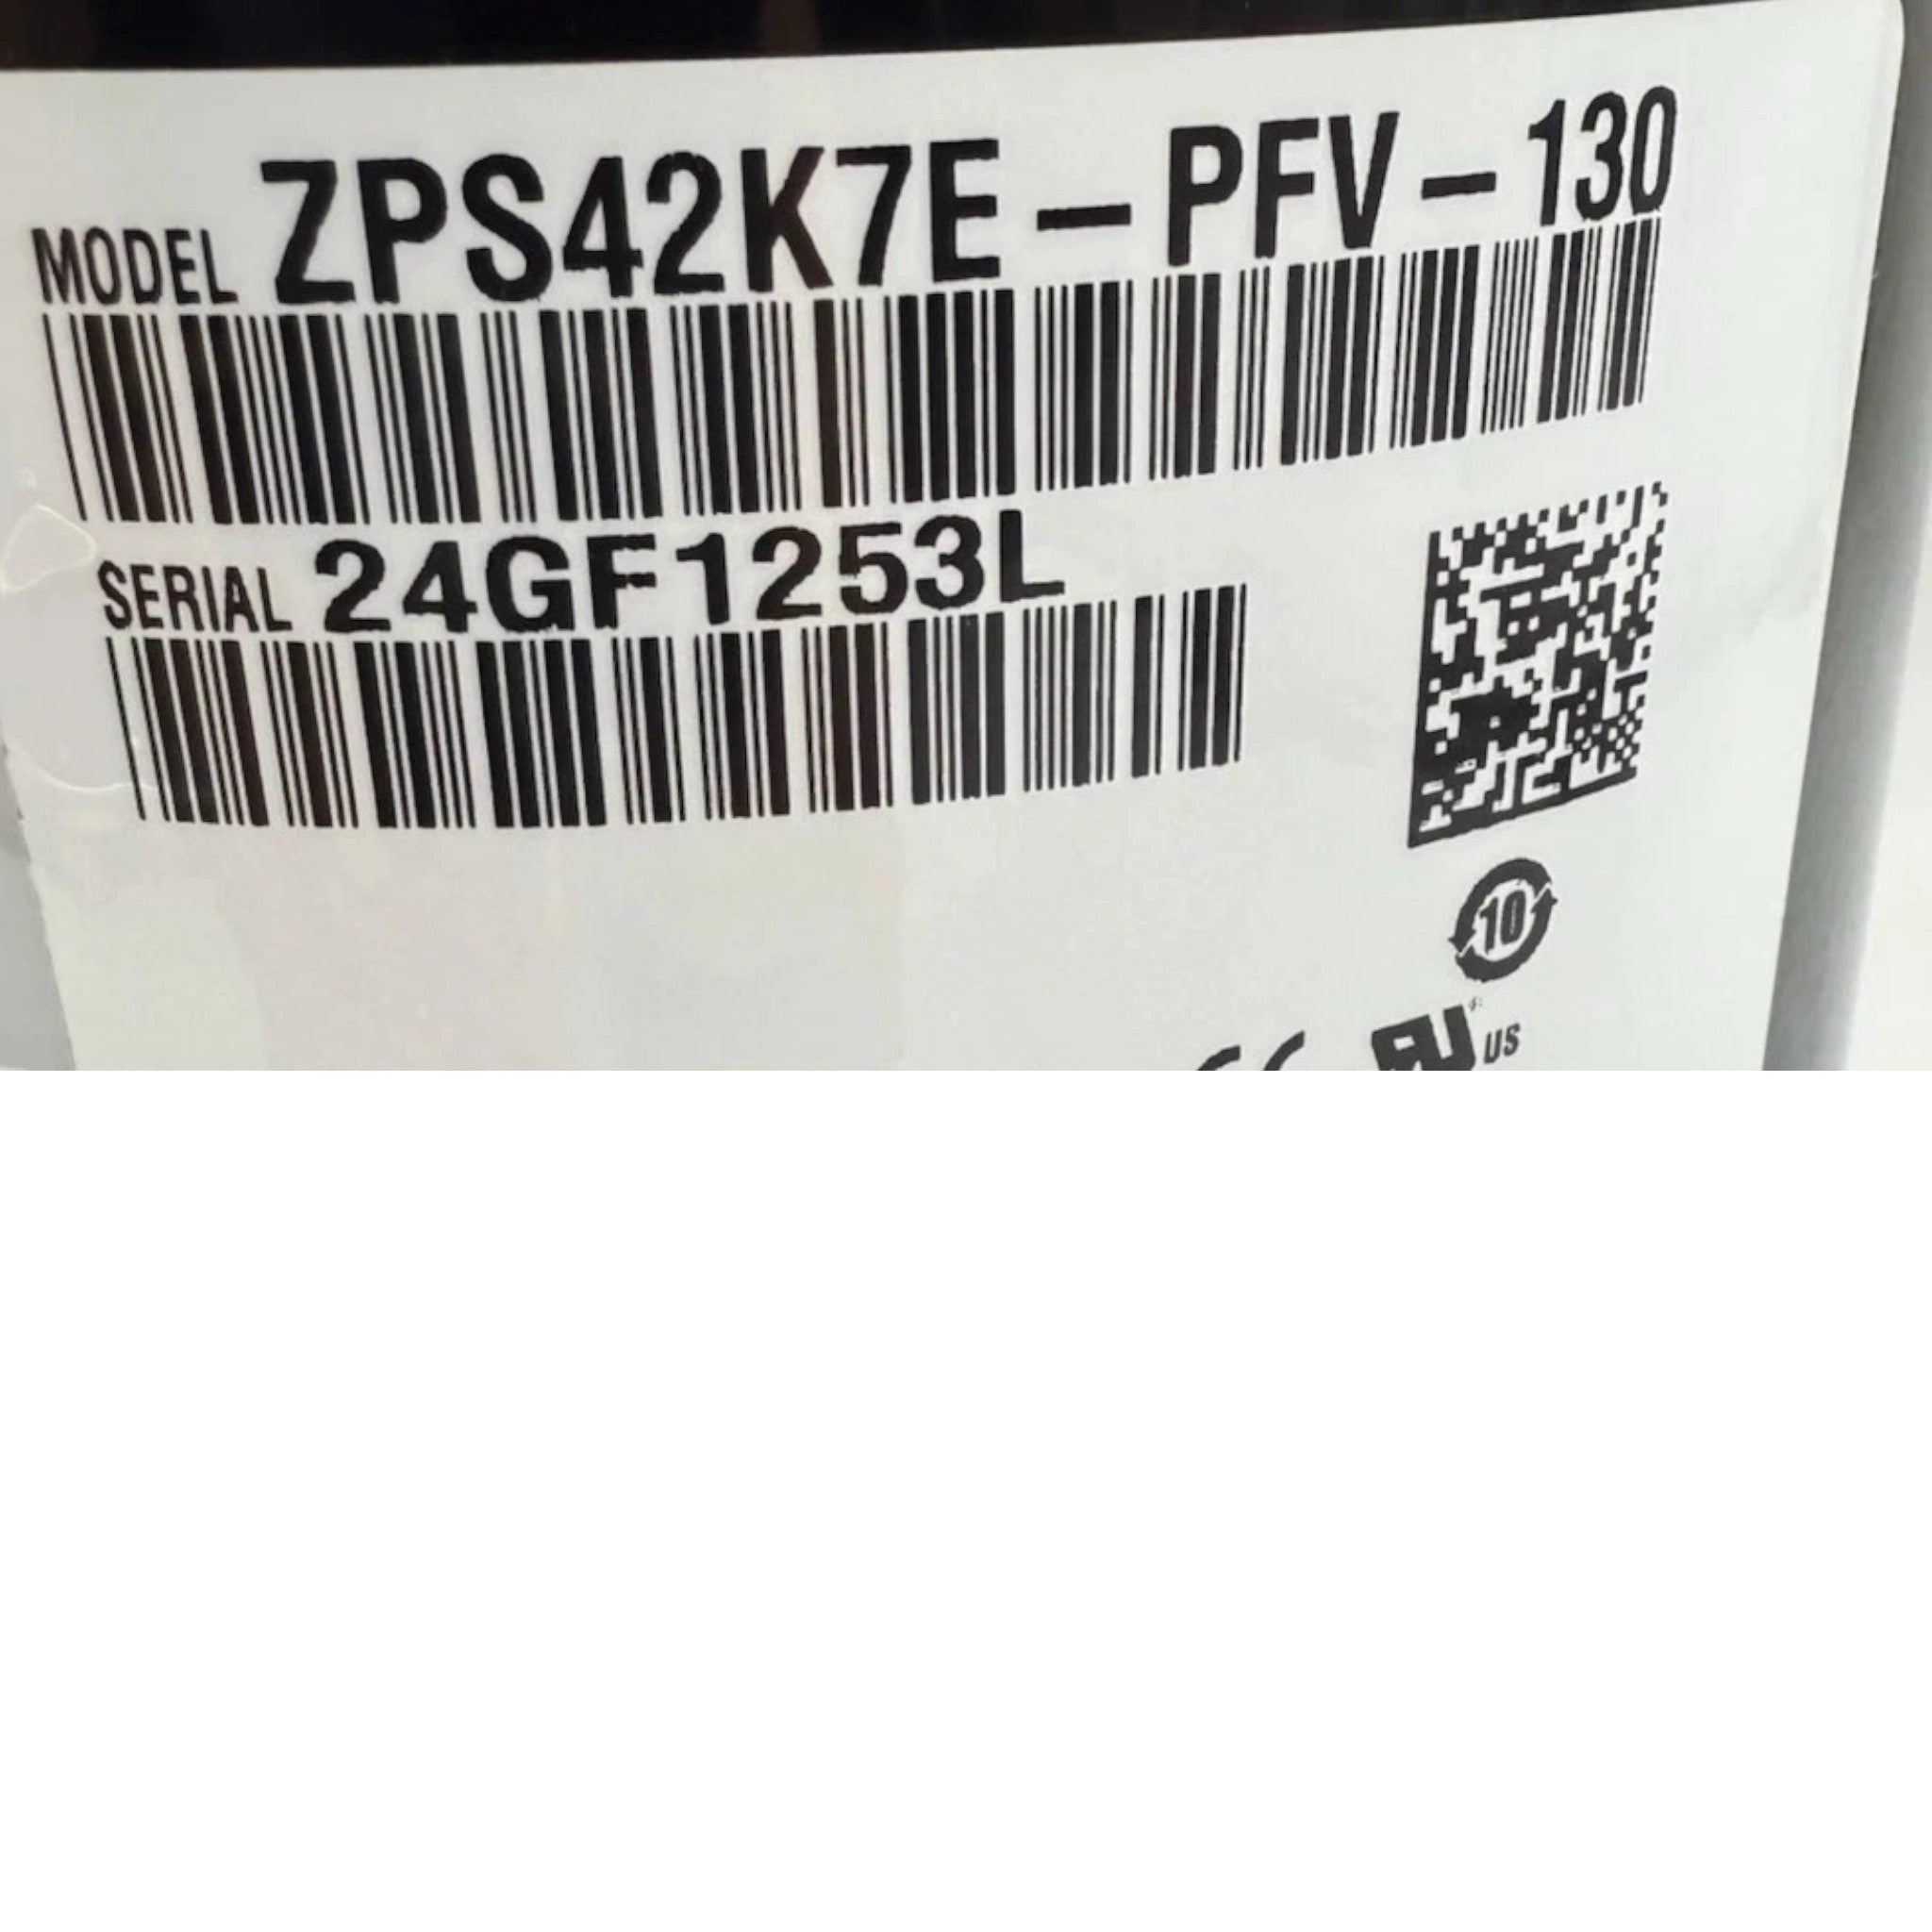 MODEL ZPS42K7E-PFV-130
SERIAL 24GF1253L
10
US